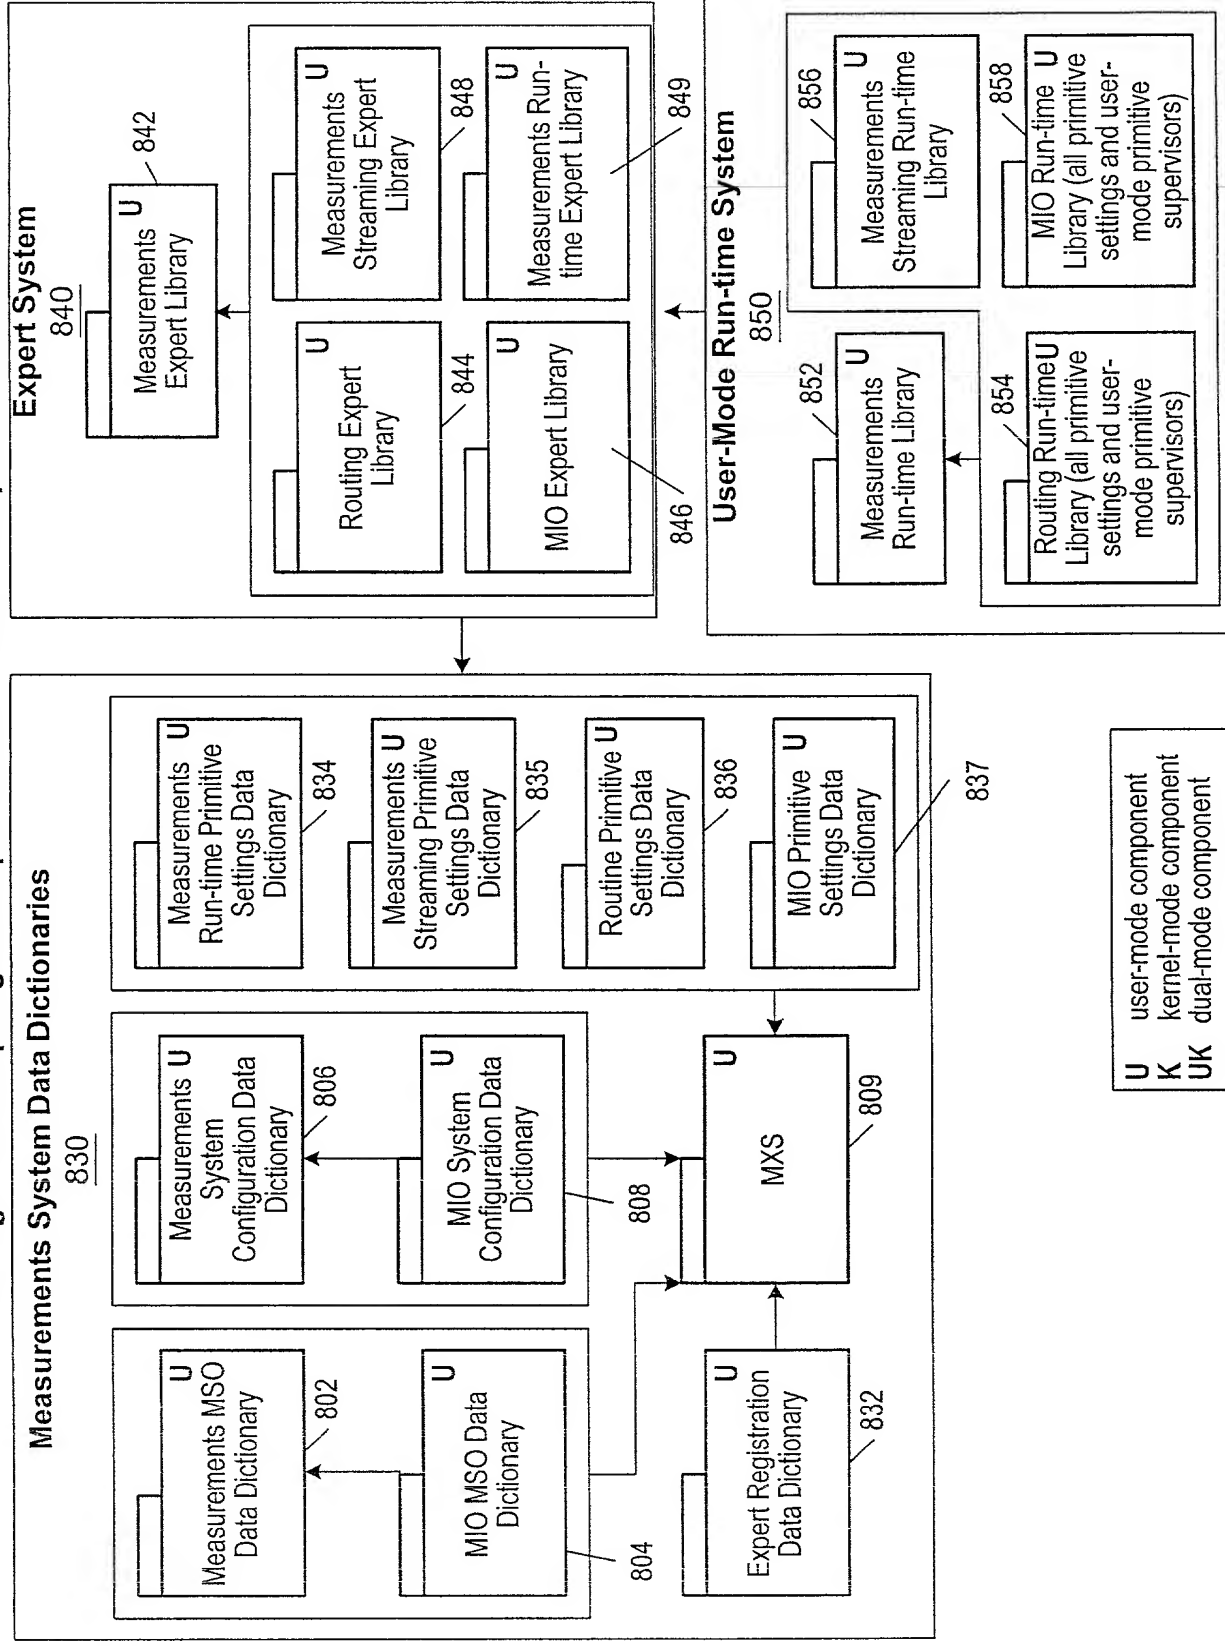 Measurements System Data Dictionaries
830
Measurements MSO
Data Dictionary
U
802
MIO MSO Data
Dictionary
U
804
Expert Registration
Data Dictionary
U
832
Measurements
System
Configuration Data
Dictionary
U
806
MIO System
Configuration Data
Dictionary
U
808
MXS
U
809
Measurements
Run-time Primitive
Settings Data
Dictionary
U
834
Measurements
Streaming Primitive
Settings Data
Dictionary
U
835
Routine Primitive
Settings Data
Dictionary
U
836
MIO Primitive
Settings Data
Dictionary
U
837
Expert System
840
Measurements
Expert Library
U
842
Routing Expert
Library
U
844
MIO Expert Library
U
846
Measurements
Streaming Expert
Library
U
848
Measurements Run-
time Expert Library
U
849
User-Mode Run-time System
850
Measurements
Run-time Library
U
852
Routing Run-time
Library (all primitive
settings and user-
mode primitive
supervisors)
U
854
Measurements
Streaming Run-time
Library
U
856
MIO Run-time
Library (all primitive
settings and user-
mode primitive
supervisors)
U
858
U user-mode component
K kernel-mode component
UK dual-mode component